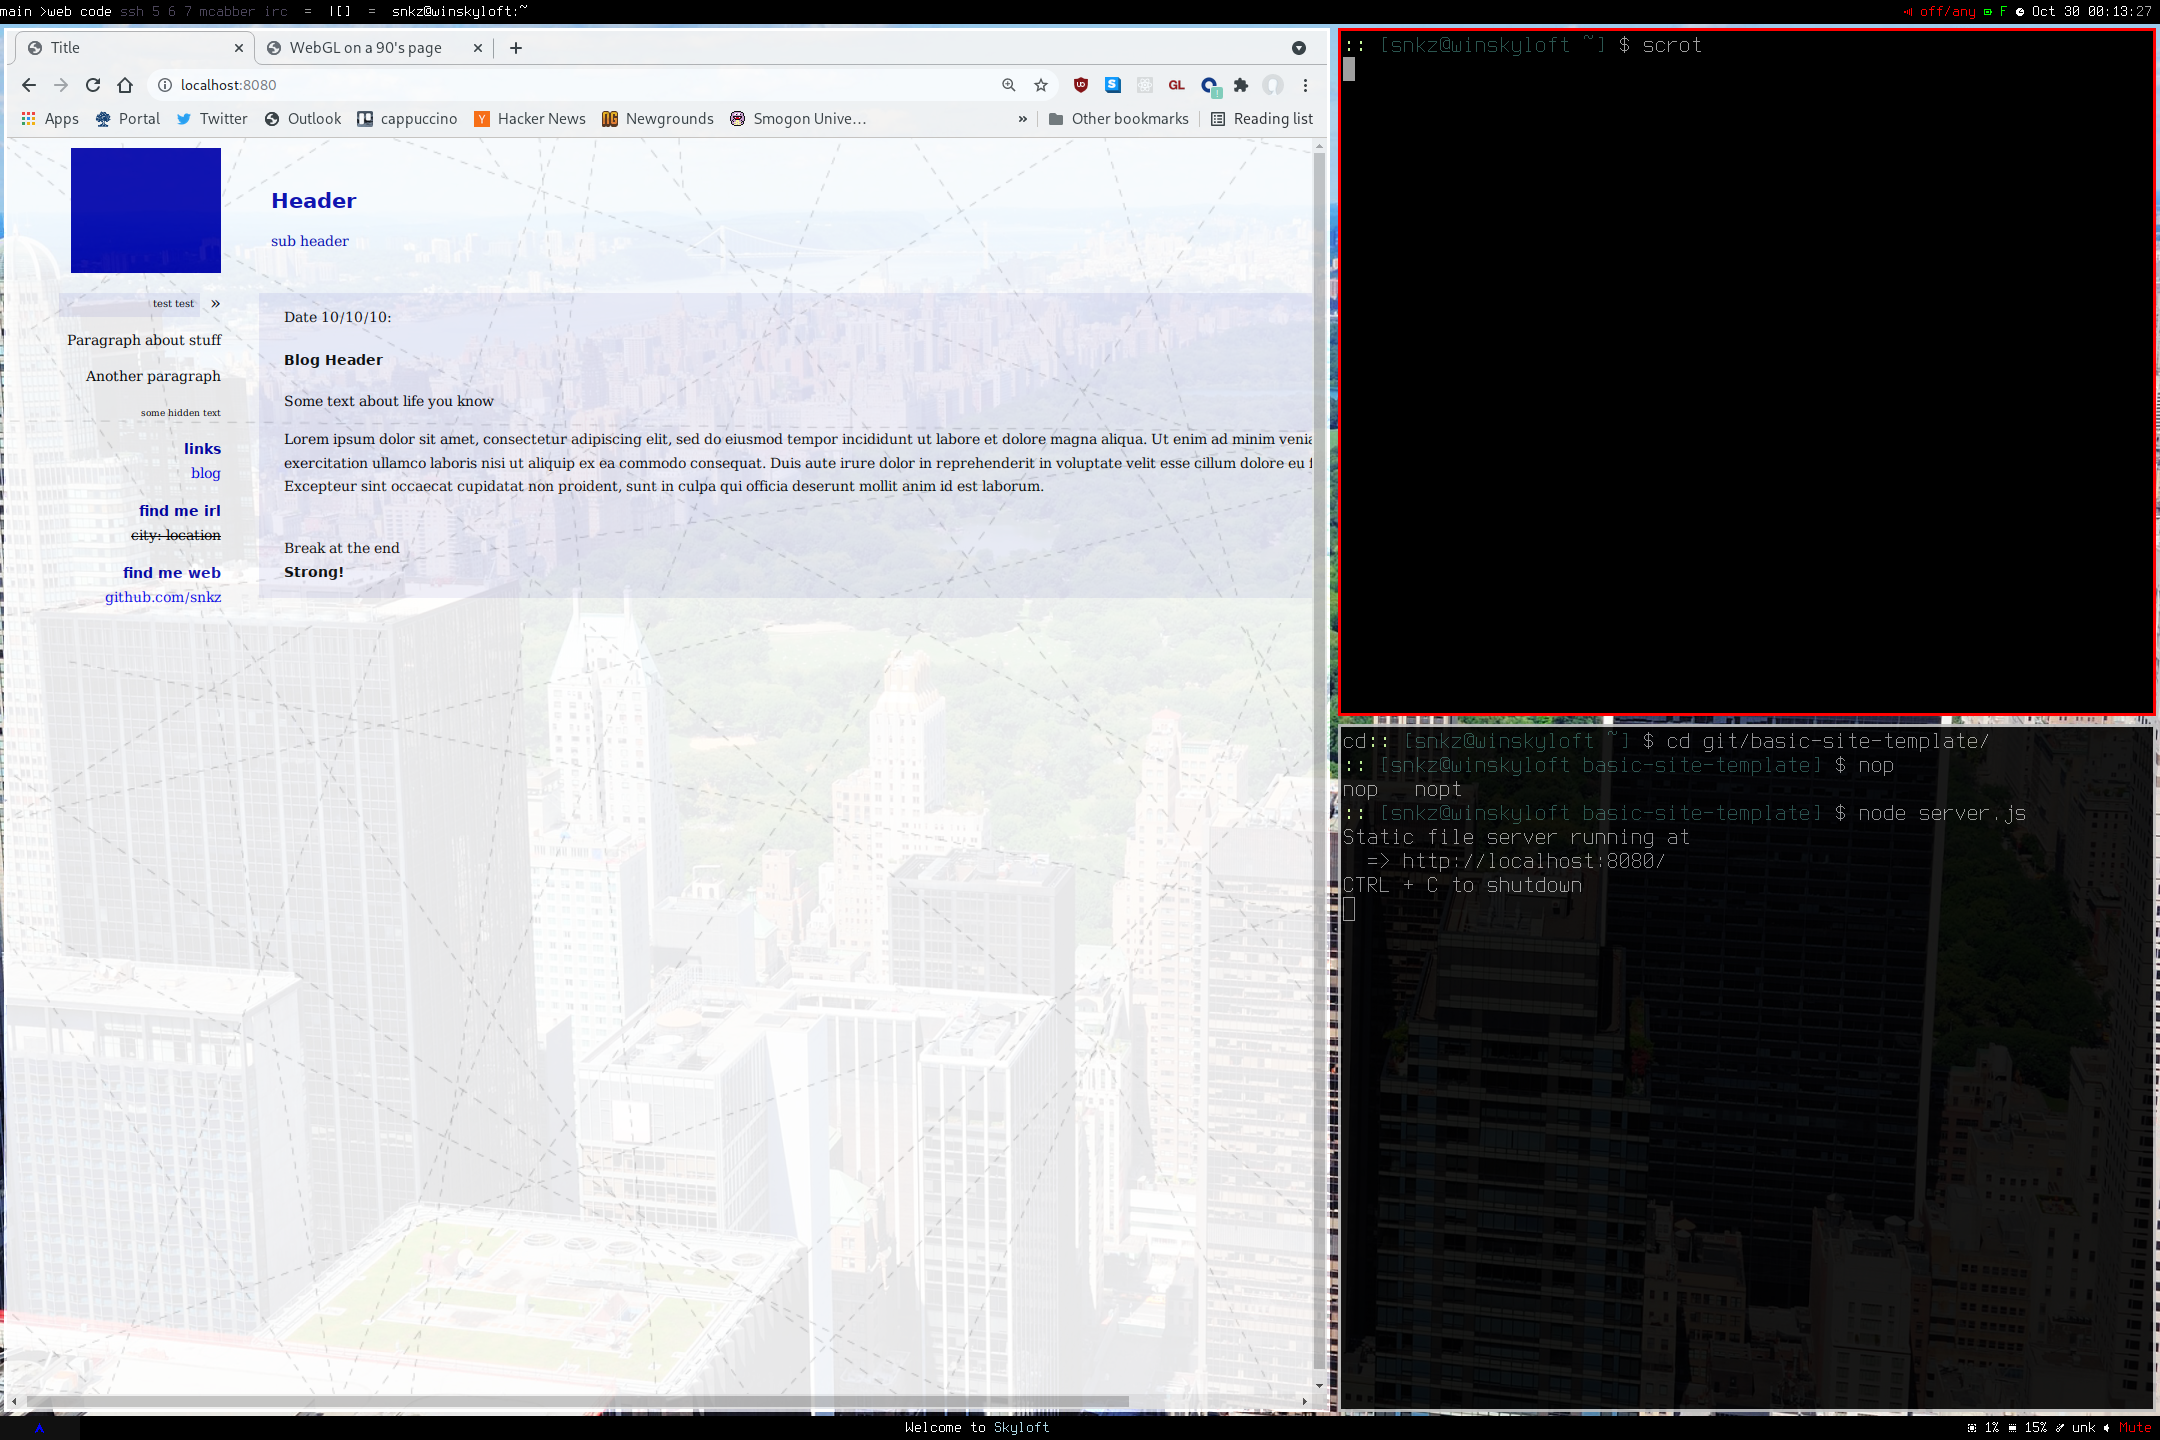 main >web code ssh 5 6 7 mcabber irc = |[] = snkz@winskyloft:~
off/any F Oct 30 00:13:27
Title
WebGL on a 90's page
localhost:8080
GL
Apps Portal Twitter Outlook cappuccino Hacker News Newgrounds Smogon Unive… » Other bookmarks Reading list
Header
sub header
test test »
Paragraph about stuff
Another paragraph
some hidden text
links
blog
find me irl
city: location
find me web
github.com/snkz
Date 10/10/10:
Blog Header
Some text about life you know
Lorem ipsum dolor sit amet, consectetur adipiscing elit, sed do eiusmod tempor incididunt ut labore et dolore magna aliqua. Ut enim ad minim
exercitation ullamco laboris nisi ut aliquip ex ea commodo consequat. Duis aute irure dolor in reprehenderit in voluptate velit esse cillum dolore eu
Excepteur sint occaecat cupidatat non proident, sunt in culpa qui officia deserunt mollit anim id est laborum.
Break at the end
Strong!
:: [snkz@winskyloft ~] $ scrot
cd:: [snkz@winskyloft ~] $ cd git/basic-site-template/
:: [snkz@winskyloft basic-site-template] $ nop
nop nopt
:: [snkz@winskyloft basic-site-template] $ node server.js
Static file server running at
=> http://localhost:8080/
CTRL + C to shutdown
Welcome to Skyloft
1% 15% unk Mute